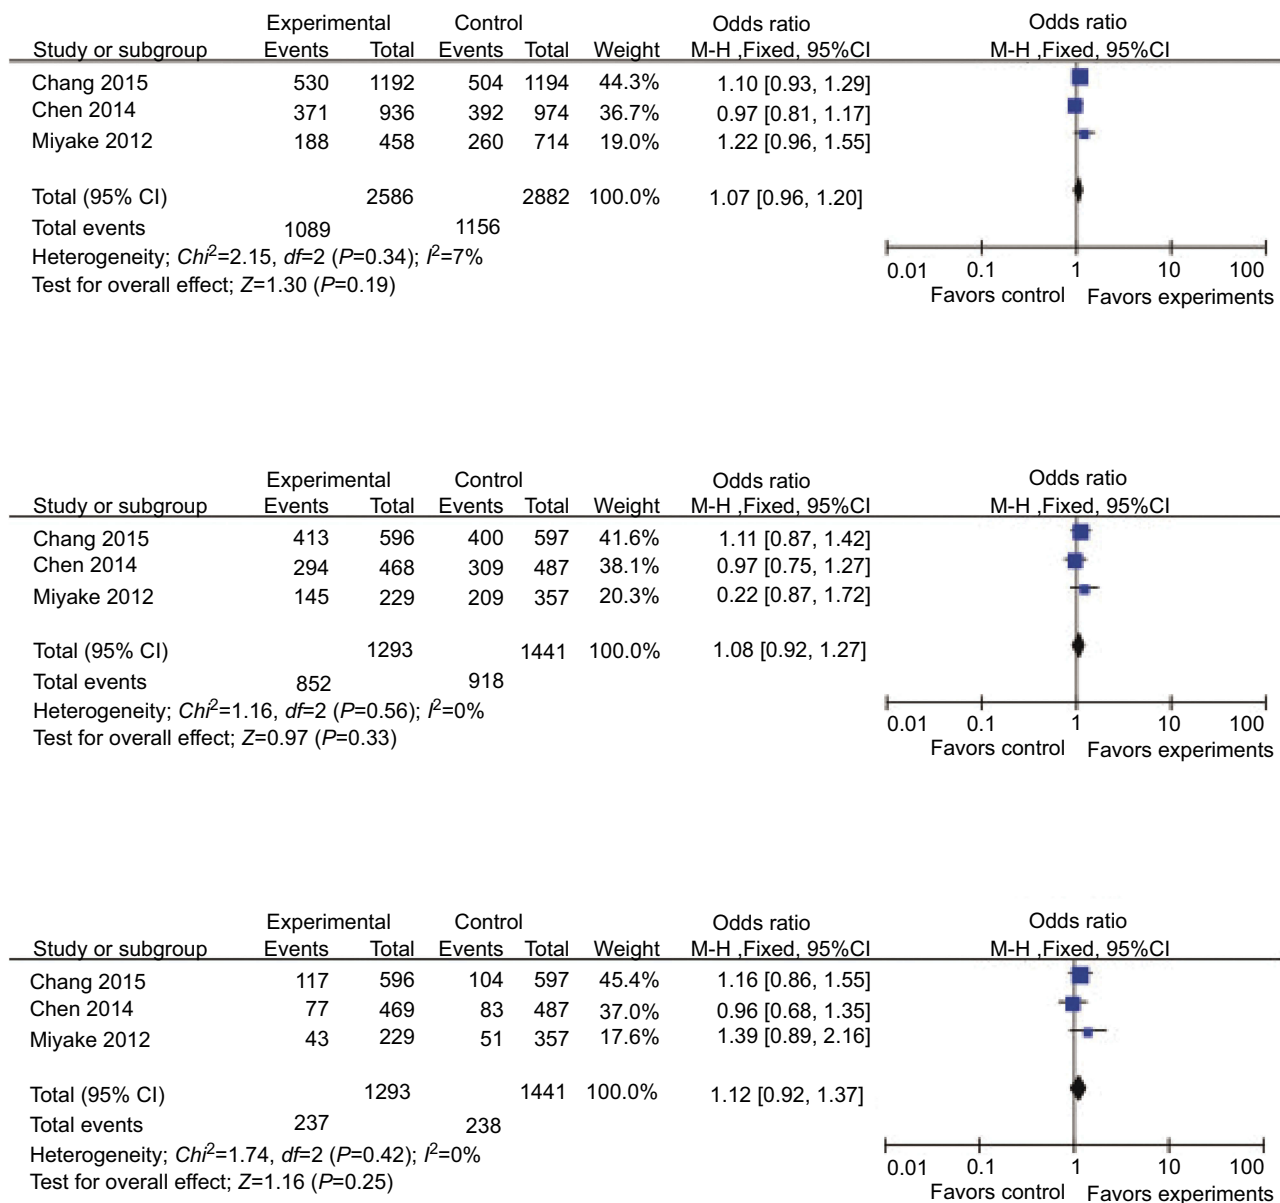 Experimental Control Odds ratio Odds ratio
Study or subgroup Events Total Events Total Weight M-H ,Fixed, 95%CI M-H ,Fixed, 95%CI
Chang 2015 530 1192 504 1194 44.3% 1.10 [0.93, 1.29]
Chen 2014 371 936 392 974 36.7% 0.97 [0.81, 1.17]
Miyake 2012 188 458 260 714 19.0% 1.22 [0.96, 1.55]
Total (95% CI) 2586 2882 100.0% 1.07 [0.96, 1.20]
Total events 1089 1156
Heterogeneity; Chi²=2.15, df=2 (P=0.34); I²=7%
Test for overall effect; Z=1.30 (P=0.19)
0.01 0.1 1 10 100
Favors control Favors experiments
Experimental Control Odds ratio Odds ratio
Study or subgroup Events Total Events Total Weight M-H ,Fixed, 95%CI M-H ,Fixed, 95%CI
Chang 2015 413 596 400 597 41.6% 1.11 [0.87, 1.42]
Chen 2014 294 468 309 487 38.1% 0.97 [0.75, 1.27]
Miyake 2012 145 229 209 357 20.3% 0.22 [0.87, 1.72]
Total (95% CI) 1293 1441 100.0% 1.08 [0.92, 1.27]
Total events 852 918
Heterogeneity; Chi²=1.16, df=2 (P=0.56); I²=0%
Test for overall effect; Z=0.97 (P=0.33)
0.01 0.1 1 10 100
Favors control Favors experiments
Experimental Control Odds ratio Odds ratio
Study or subgroup Events Total Events Total Weight M-H ,Fixed, 95%CI M-H ,Fixed, 95%CI
Chang 2015 117 596 104 597 45.4% 1.16 [0.86, 1.55]
Chen 2014 77 469 83 487 37.0% 0.96 [0.68, 1.35]
Miyake 2012 43 229 51 357 17.6% 1.39 [0.89, 2.16]
Total (95% CI) 1293 1441 100.0% 1.12 [0.92, 1.37]
Total events 237 238
Heterogeneity; Chi²=1.74, df=2 (P=0.42); I²=0%
Test for overall effect; Z=1.16 (P=0.25)
0.01 0.1 1 10 100
Favors control Favors experiments